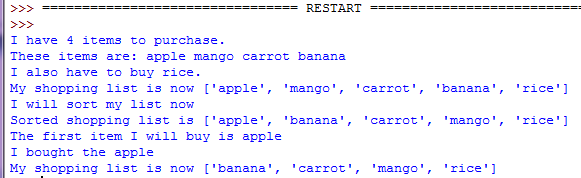 >>> ================================ RESTART ================================
>>>
I have 4 items to purchase.
These items are: apple mango carrot banana
I also have to buy rice.
My shopping list is now ['apple', 'mango', 'carrot', 'banana', 'rice']
I will sort my list now
Sorted shopping list is ['apple', 'banana', 'carrot', 'mango', 'rice']
The first item I will buy is apple
I bought the apple
My shopping list is now ['banana', 'carrot', 'mango', 'rice']